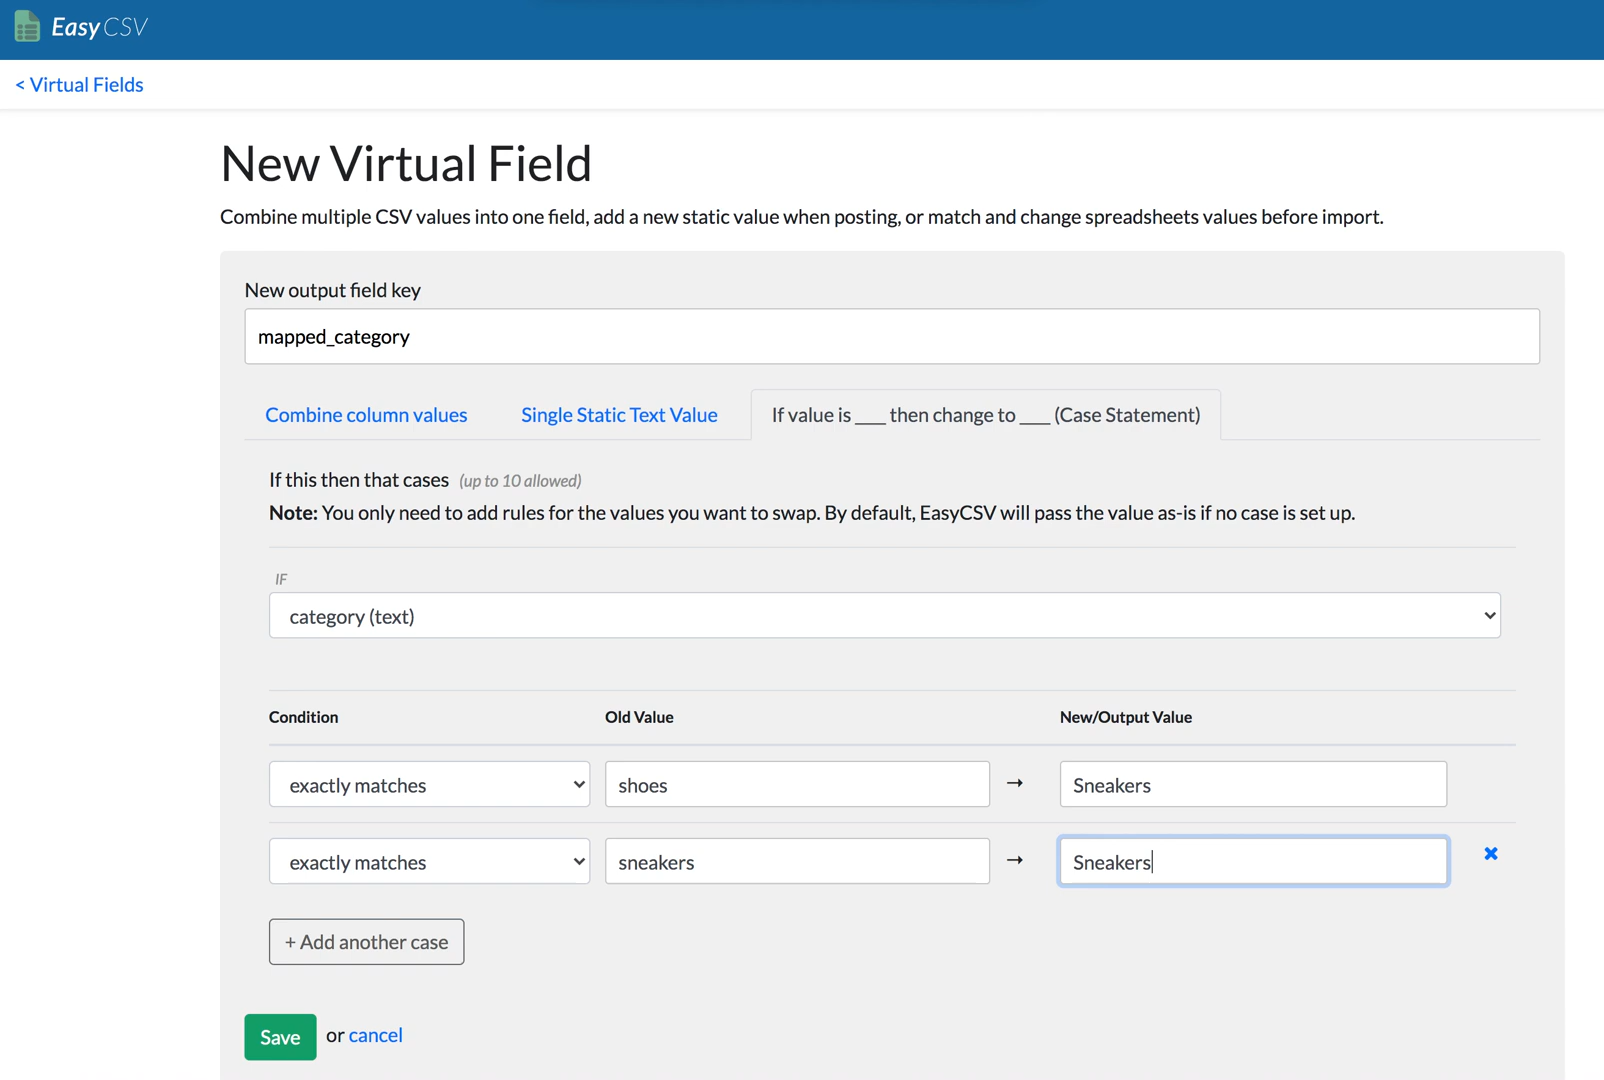 EasyCSV
< Virtual Fields
New Virtual Field
Combine multiple CSV values into one field, add a new static value when posting, or match and change spreadsheets values before import.
New output field key
mapped_category
Combine column values
Single Static Text Value
If value is ___ then change to ___ (Case Statement)
If this then that cases (up to 10 allowed)
Note: You only need to add rules for the values you want to swap. By default, EasyCSV will pass the value as-is if no case is set up.
IF
category (text)
Condition Old Value New/Output Value
exactly matches shoes → Sneakers
exactly matches sneakers → Sneakers
+ Add another case
Save or cancel